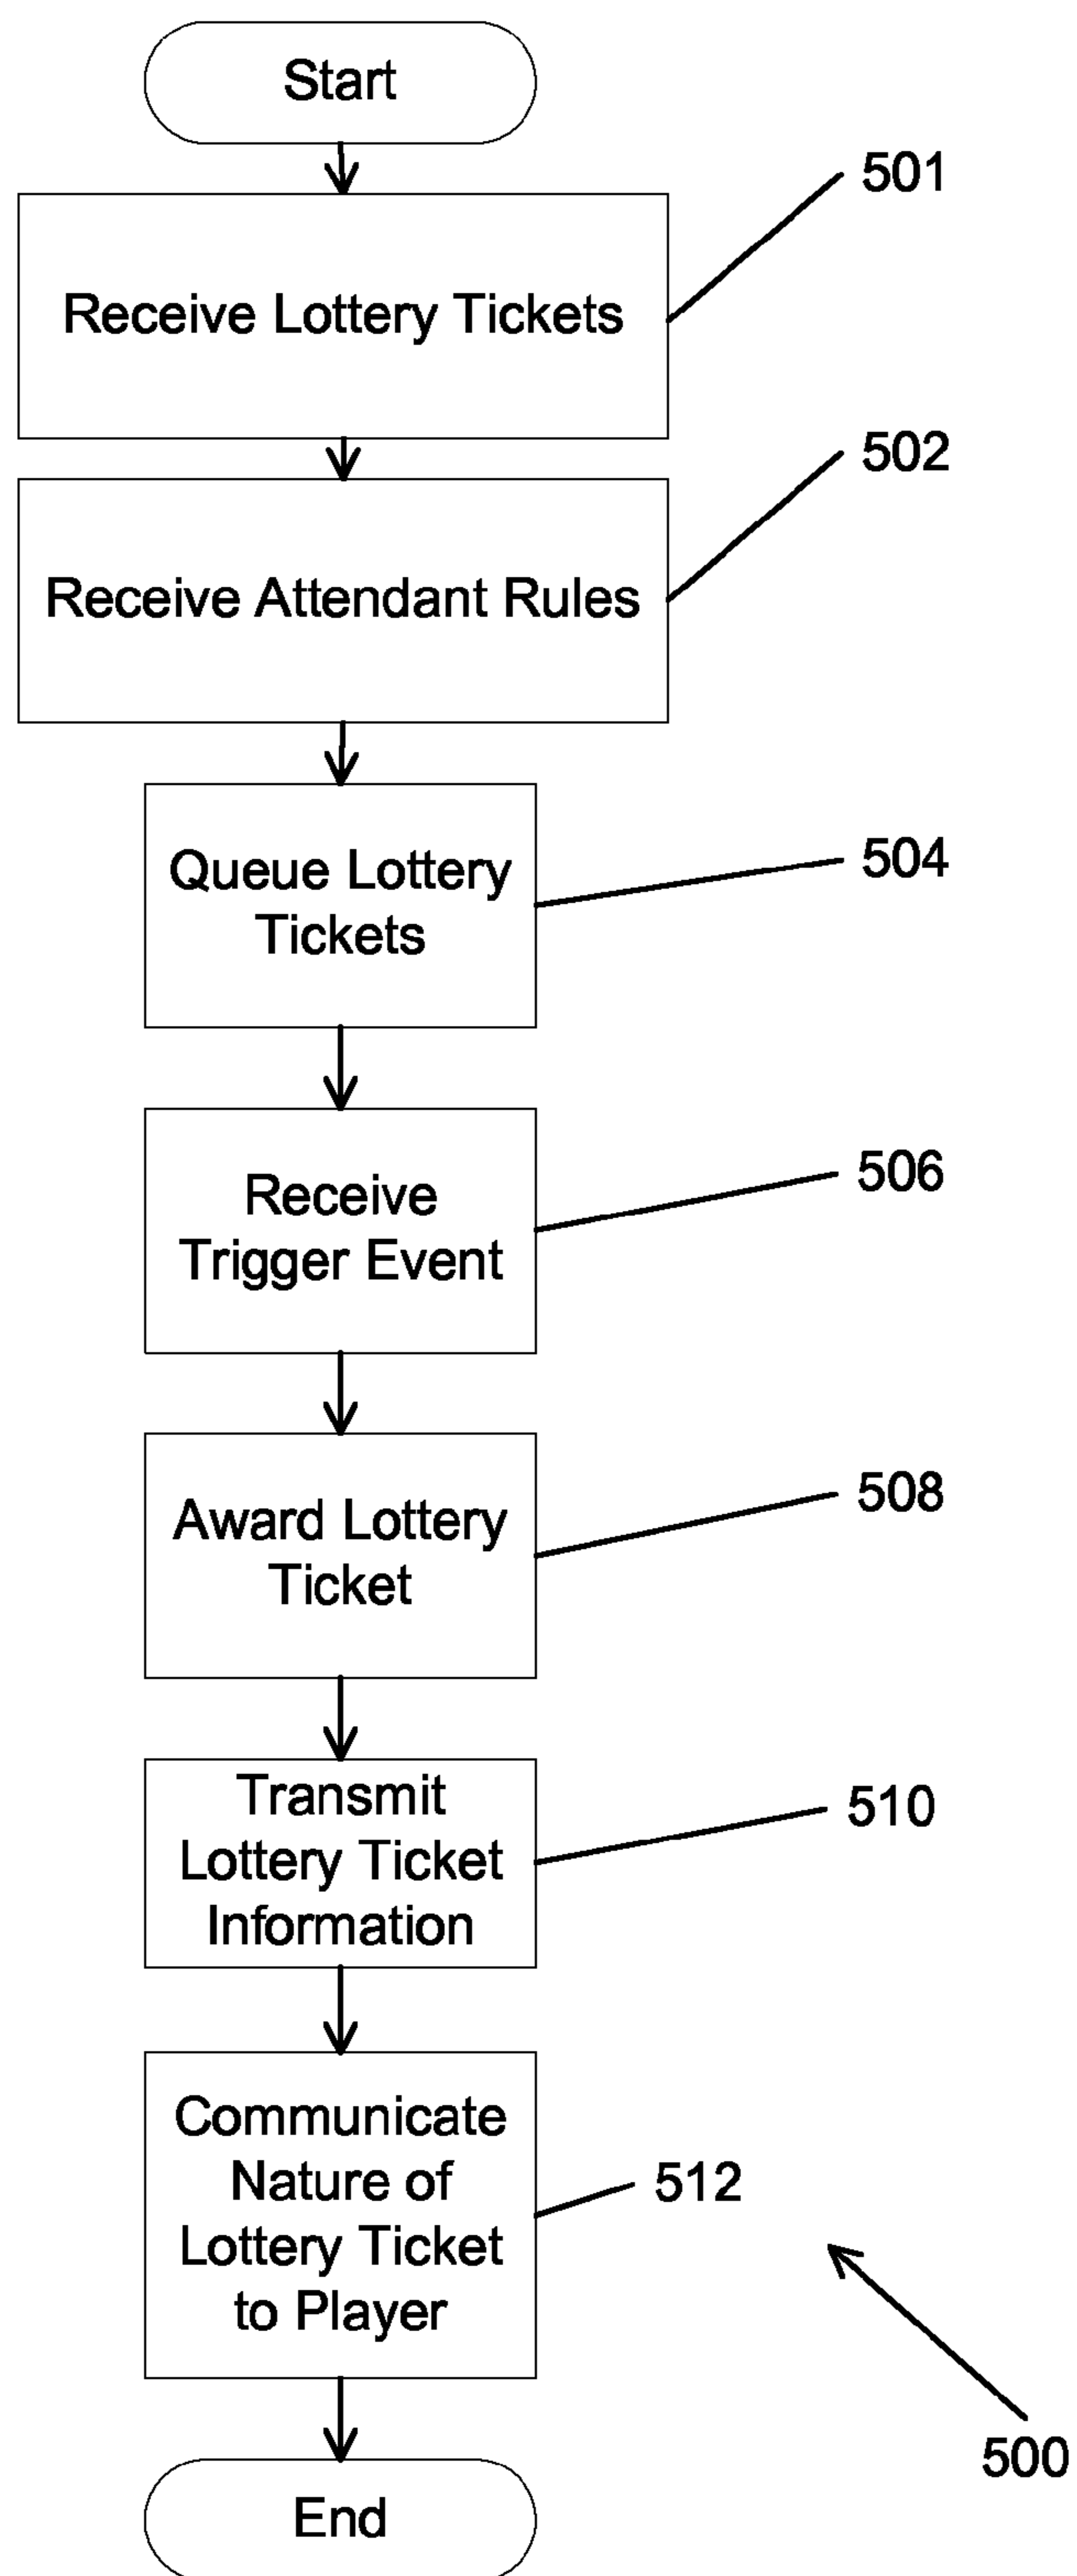 Start
501
Receive Lottery Tickets
502
Receive Attendant Rules
504
Queue Lottery
Tickets
506
Receive
Trigger Event
508
Award Lottery
Ticket
510
Transmit
Lottery Ticket
Information
512
Communicate
Nature of
Lottery Ticket
to Player
500
End